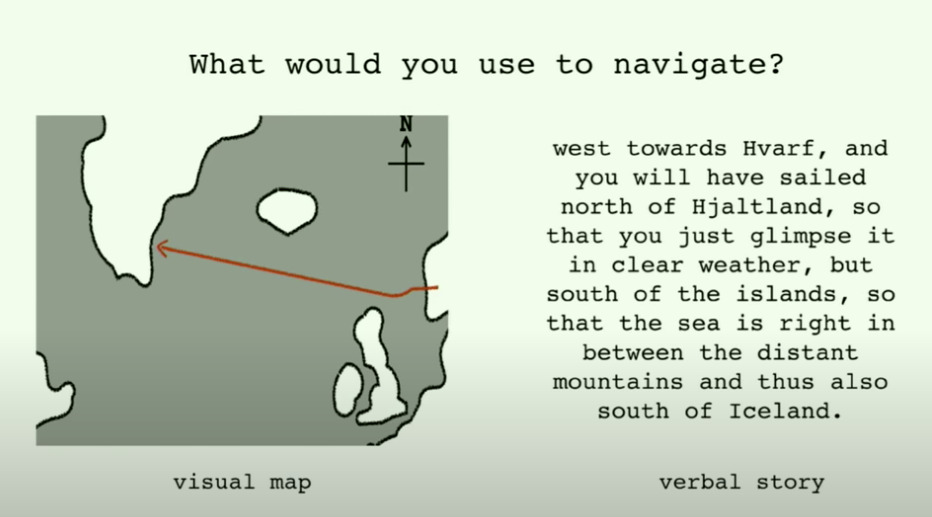 What would you use to navigate?
N
west towards Hvarf, and
you will have sailed
north of Hjaltland, so
that you just glimpse it
in clear weather, but
south of the islands, so
that the sea is right in
between the distant
mountains and thus also
south of Iceland.
visual map
verbal story